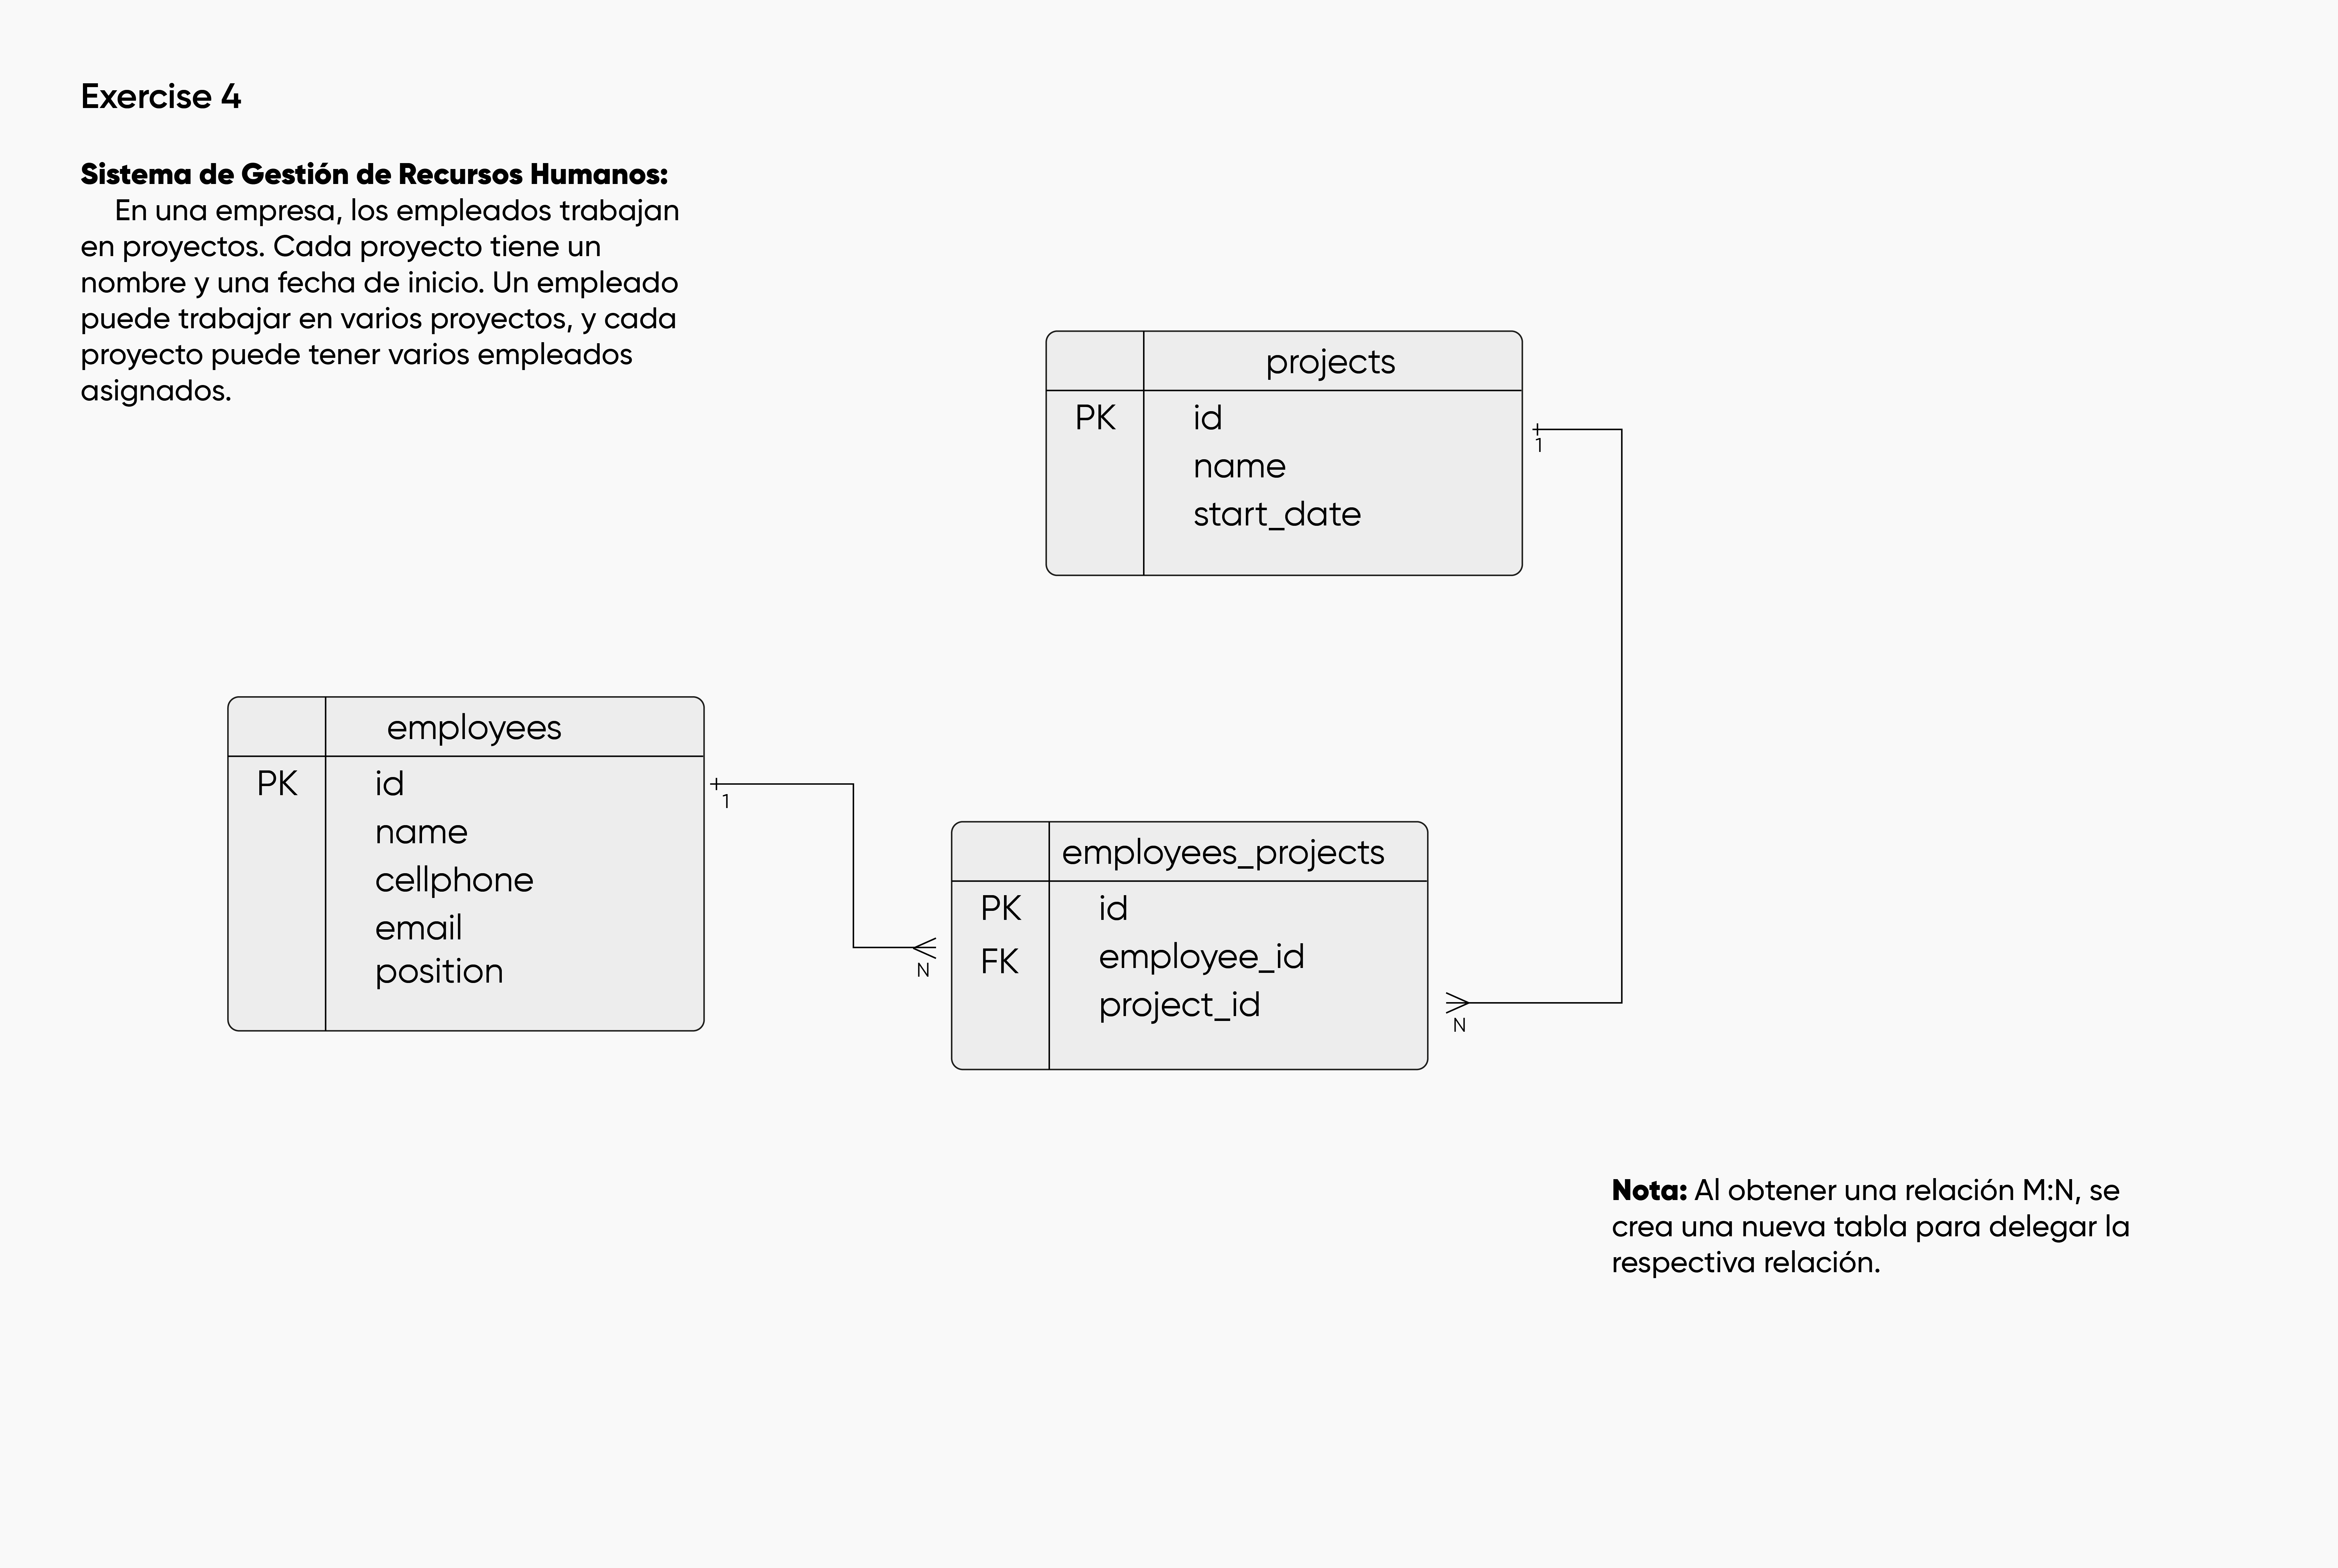 Exercise 4
Sistema de Gestión de Recursos Humanos:
En una empresa, los empleados trabajan
en proyectos. Cada proyecto tiene un
nombre y una fecha de inicio. Un empleado
puede trabajar en varios proyectos, y cada
proyecto puede tener varios empleados
asignados.
projects
PK id
name
start_date
1
employees
PK id
name
cellphone
email
position
1
N
employees_projects
PK id
FK employee_id
project_id
N
Nota: Al obtener una relación M:N, se
crea una nueva tabla para delegar la
respectiva relación.